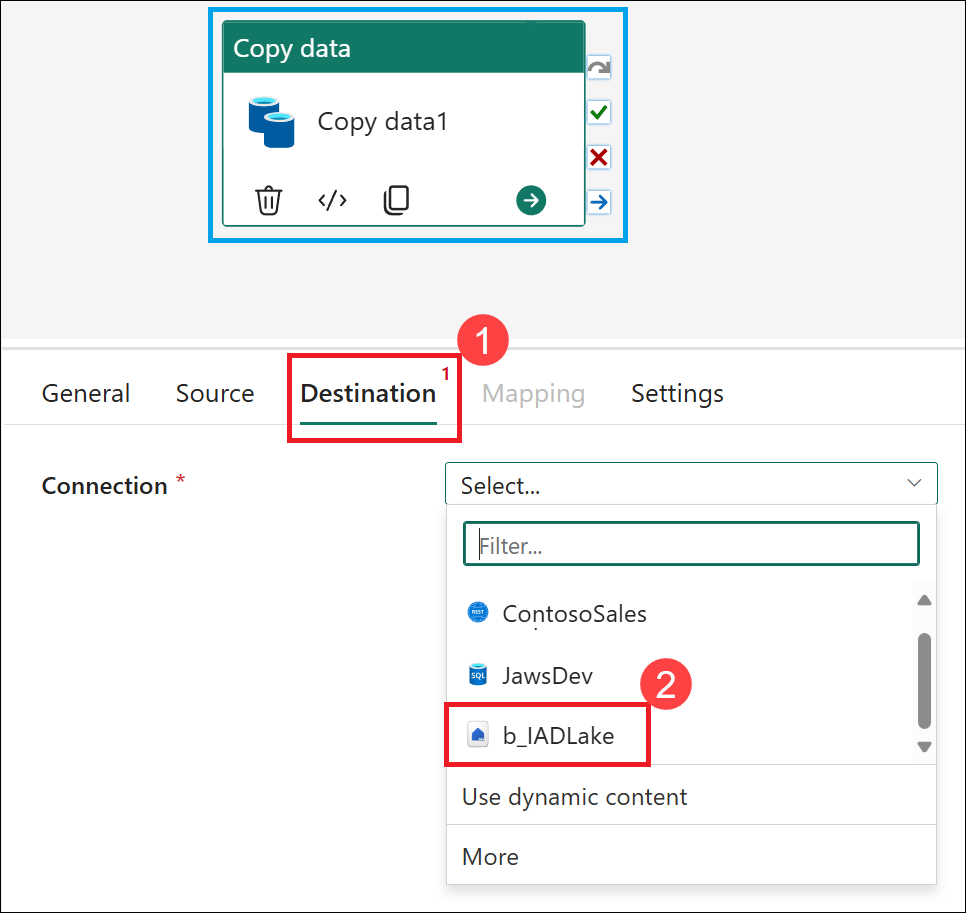 Copy data
Copy data1
</>
1
General Source Destination 1 Mapping Settings
Connection *
Select...
Filter...
REST ContosoSales
SQL JawsDev
2
b_IADLake
Use dynamic content
More